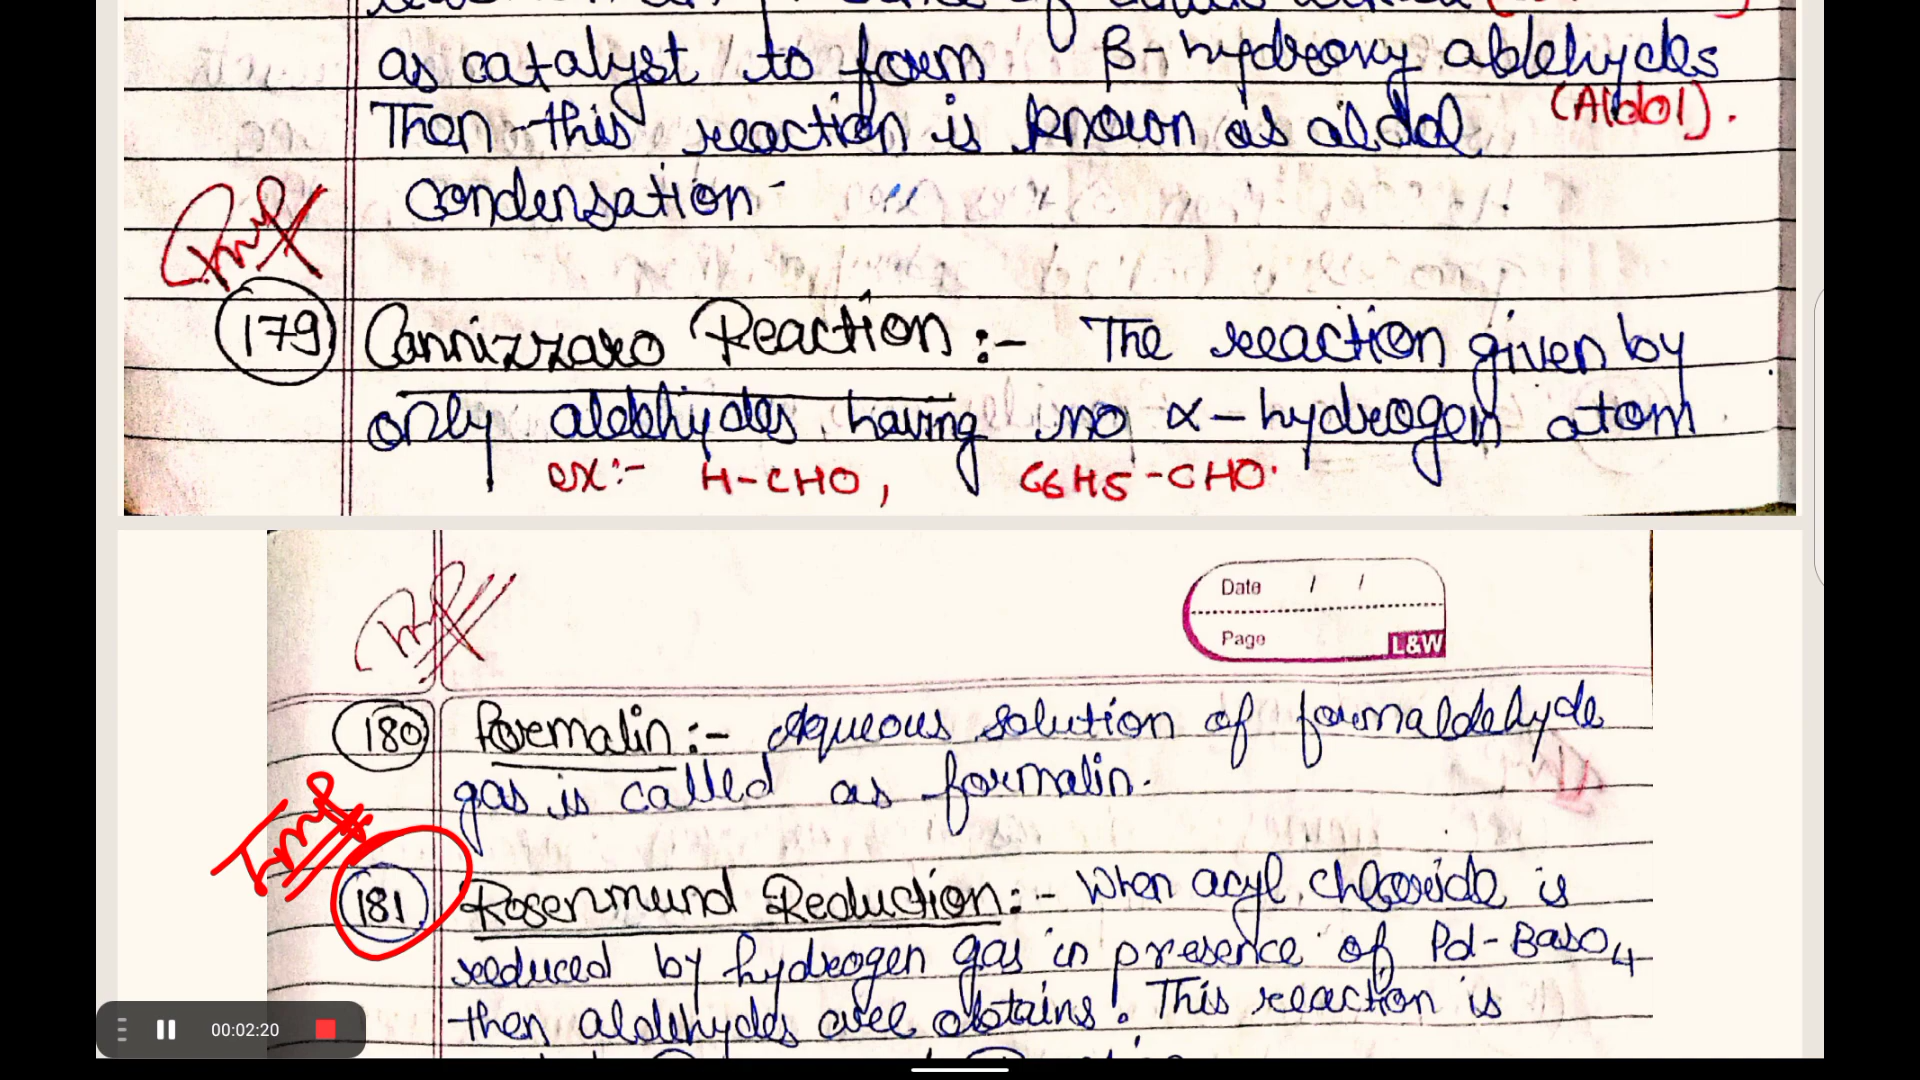 as catalyst to form β-hydroxy aldehydes
(Aldol).
Then this reaction is known as aldol
condensation-
Imp
179 Cannizzaro Reaction :- The reaction given by
only aldehydes having no α-hydrogen atom
ex:- H-CHO, C6H5-CHO.
Imp
Date / /
Page
L&W
180 Formalin :- Aqueous solution of formaldehyde
gas is called as formalin.
Imp
181 Rosenmund Reduction :- When acyl chloride is
reduced by hydrogen gas in presence of Pd-BaSO4
then aldehydes are obtains. This reaction is
00:02:20